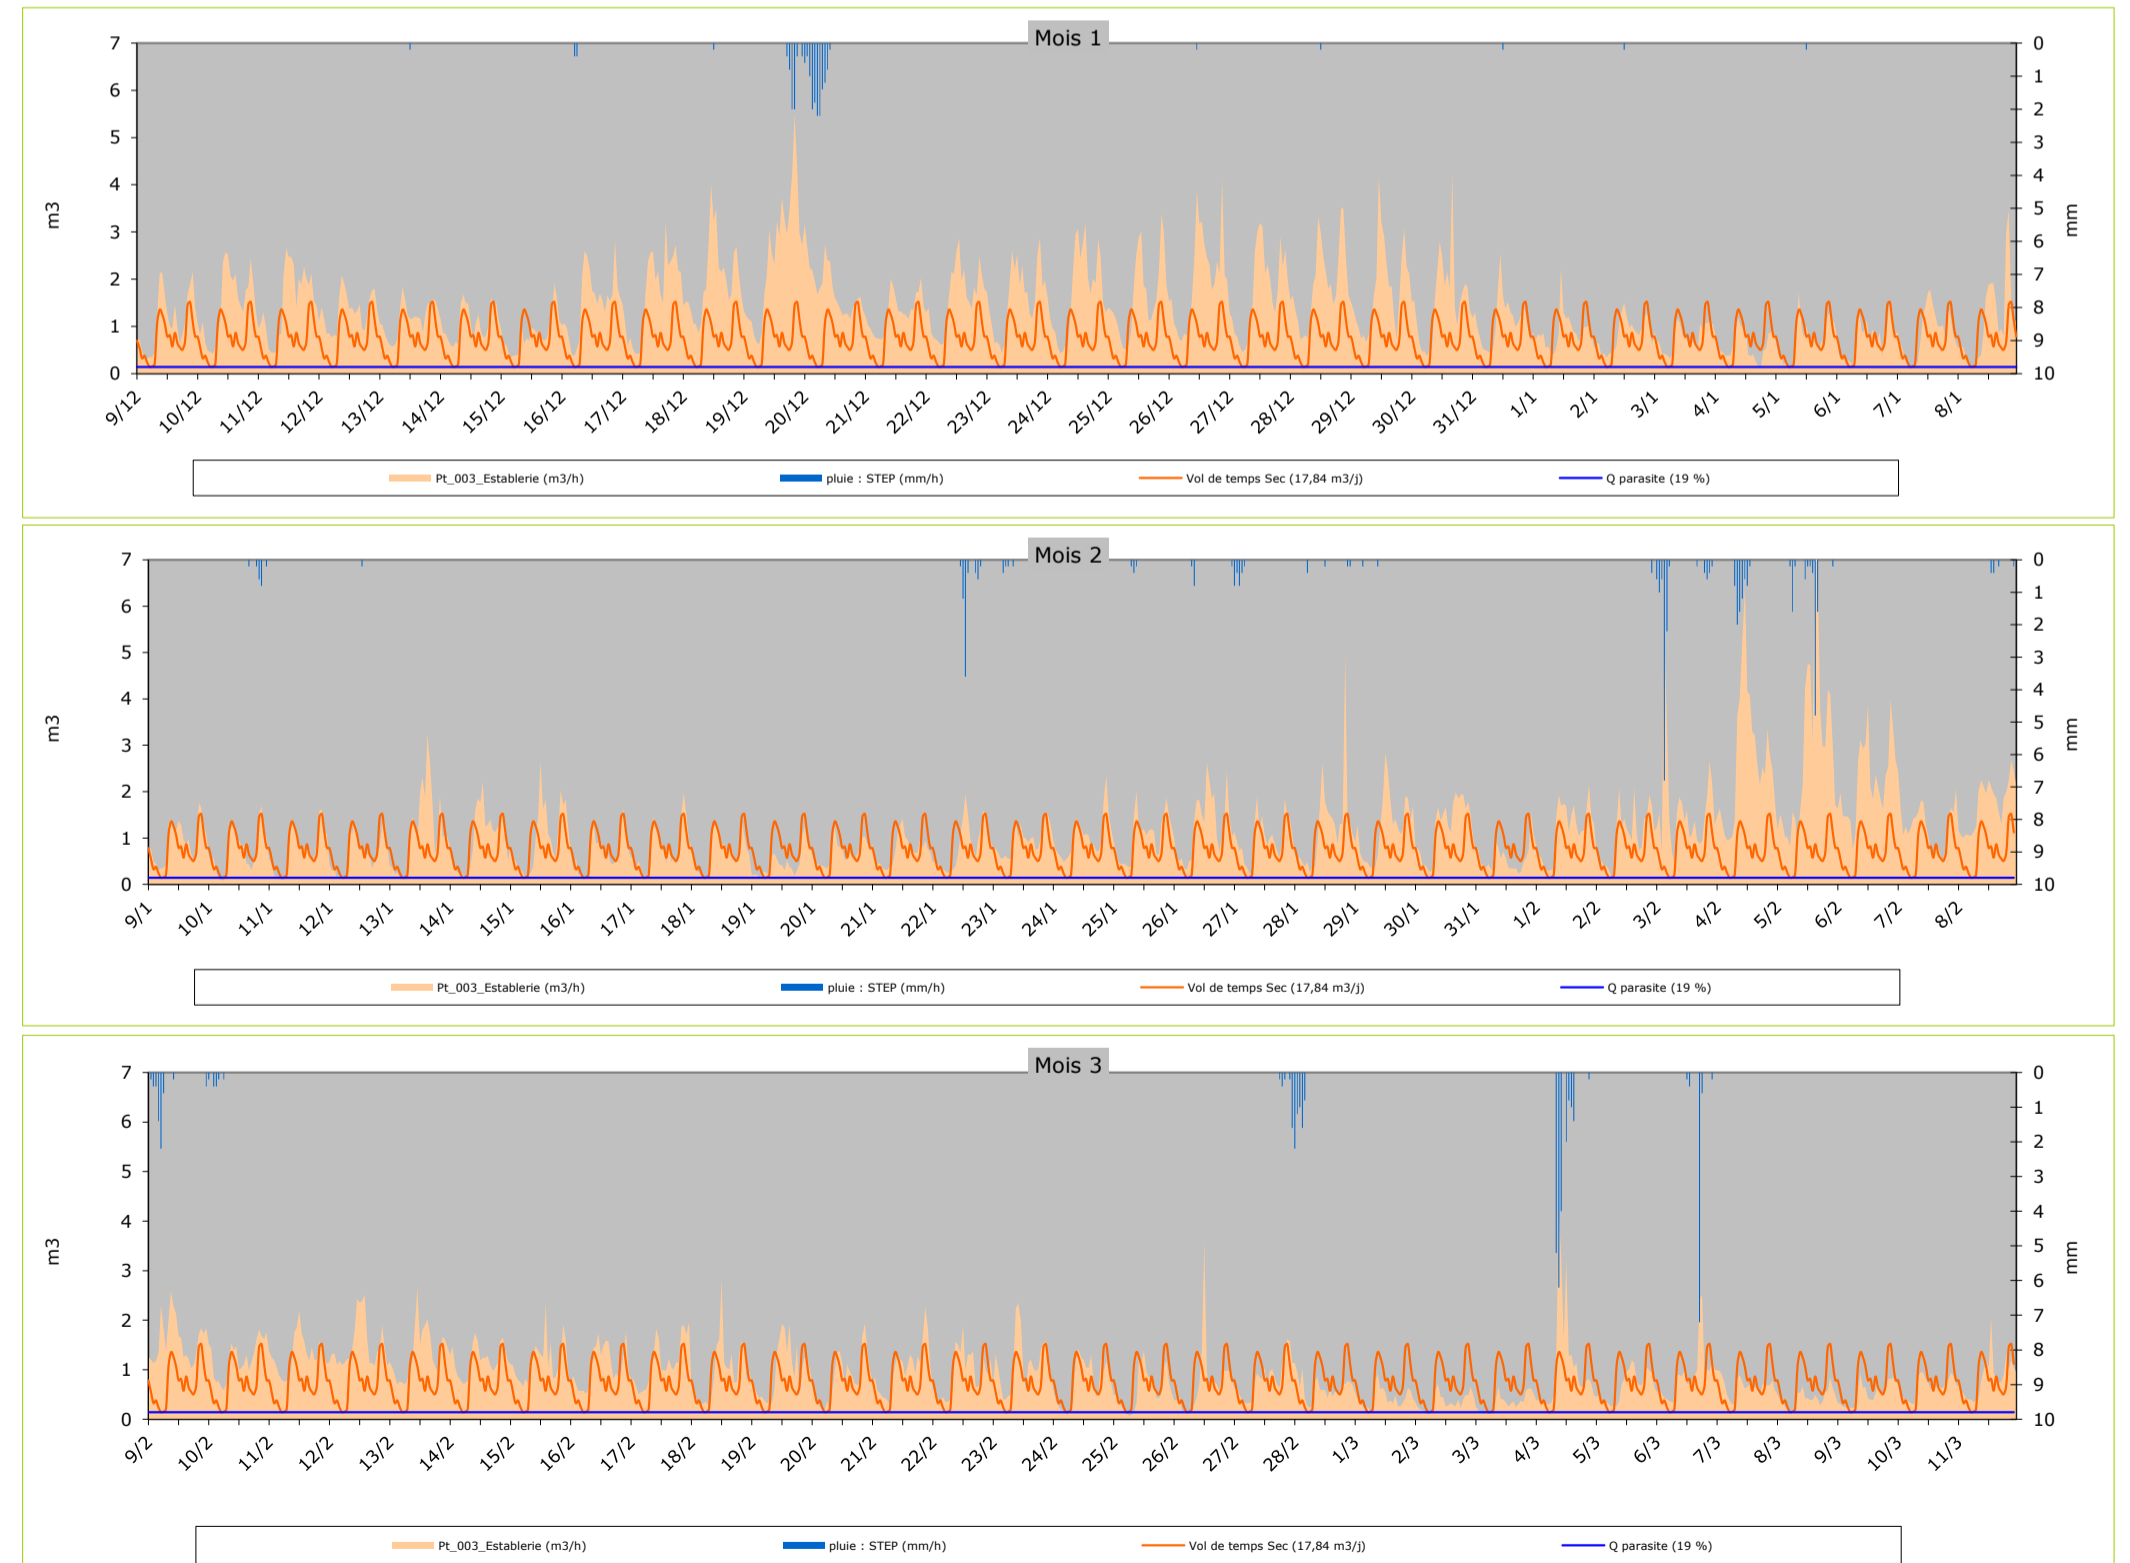 Mois 1
7 6 5 4 3 2 1 0
m3
0 1 2 3 4 5 6 7 8 9 10
mm
9/12 10/12 11/12 12/12 13/12 14/12 15/12 16/12 17/12 18/12 19/12 20/12 21/12 22/12 23/12 24/12 25/12 26/12 27/12 28/12 29/12 30/12 31/12 1/1 2/1 3/1 4/1 5/1 6/1 7/1 8/1
Pt_003_Establerie (m3/h) pluie : STEP (mm/h) Vol de temps Sec (17,84 m3/j) Q parasite (19 %)
Mois 2
7 6 5 4 3 2 1 0
m3
0 1 2 3 4 5 6 7 8 9 10
mm
9/1 10/1 11/1 12/1 13/1 14/1 15/1 16/1 17/1 18/1 19/1 20/1 21/1 22/1 23/1 24/1 25/1 26/1 27/1 28/1 29/1 30/1 31/1 1/2 2/2 3/2 4/2 5/2 6/2 7/2 8/2
Pt_003_Establerie (m3/h) pluie : STEP (mm/h) Vol de temps Sec (17,84 m3/j) Q parasite (19 %)
Mois 3
7 6 5 4 3 2 1 0
m3
0 1 2 3 4 5 6 7 8 9 10
mm
9/2 10/2 11/2 12/2 13/2 14/2 15/2 16/2 17/2 18/2 19/2 20/2 21/2 22/2 23/2 24/2 25/2 26/2 27/2 28/2 1/3 2/3 3/3 4/3 5/3 6/3 7/3 8/3 9/3 10/3 11/3
Pt_003_Establerie (m3/h) pluie : STEP (mm/h) Vol de temps Sec (17,84 m3/j) Q parasite (19 %)